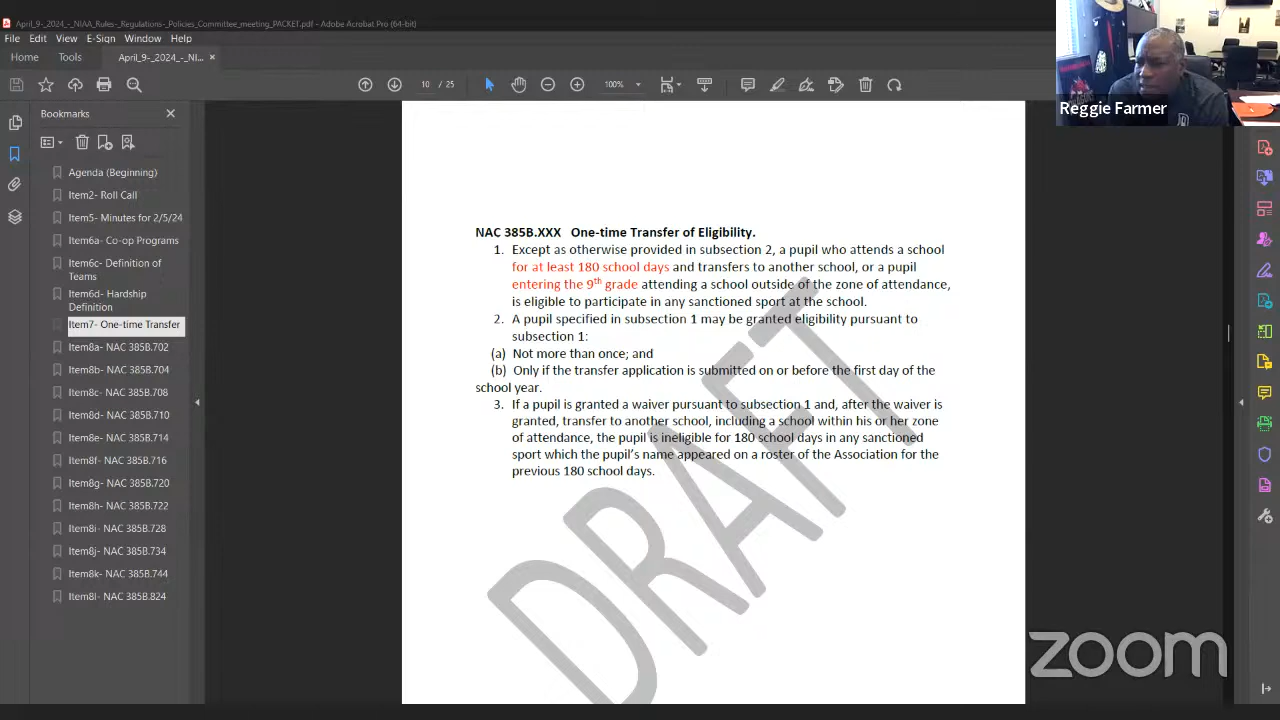 April_9-_2024_-_NIAA_Rules-_Regulations-_Policies_Committee_meeting_PACKET.pdf - Adobe Acrobat Pro (64-bit)
File Edit View E-Sign Window Help
Home Tools April_9-_2024_-_NI... ×
10 / 25 100%
Reggie Farmer
Bookmarks
Agenda (Beginning)
Item2- Roll Call
Item5- Minutes for 2/5/24
Item6a- Co-op Programs
Item6c- Definition of
Teams
Item6d- Hardship
Definition
Item7- One-time Transfer
Item8a- NAC 385B.702
Item8b- NAC 385B.704
Item8c- NAC 385B.708
Item8d- NAC 385B.710
Item8e- NAC 385B.714
Item8f- NAC 385B.716
Item8g- NAC 385B.720
Item8h- NAC 385B.722
Item8i- NAC 385B.728
Item8j- NAC 385B.734
Item8k- NAC 385B.744
Item8l- NAC 385B.824
NAC 385B.XXX One-time Transfer of Eligibility.
1. Except as otherwise provided in subsection 2, a pupil who attends a school
for at least 180 school days and transfers to another school, or a pupil
entering the 9th grade attending a school outside of the zone of attendance,
is eligible to participate in any sanctioned sport at the school.
2. A pupil specified in subsection 1 may be granted eligibility pursuant to
subsection 1:
(a) Not more than once; and
(b) Only if the transfer application is submitted on or before the first day of the
school year.
3. If a pupil is granted a waiver pursuant to subsection 1 and, after the waiver is
granted, transfer to another school, including a school within his or her zone
of attendance, the pupil is ineligible for 180 school days in any sanctioned
sport which the pupil's name appeared on a roster of the Association for the
previous 180 school days.
DRAFT
zoom